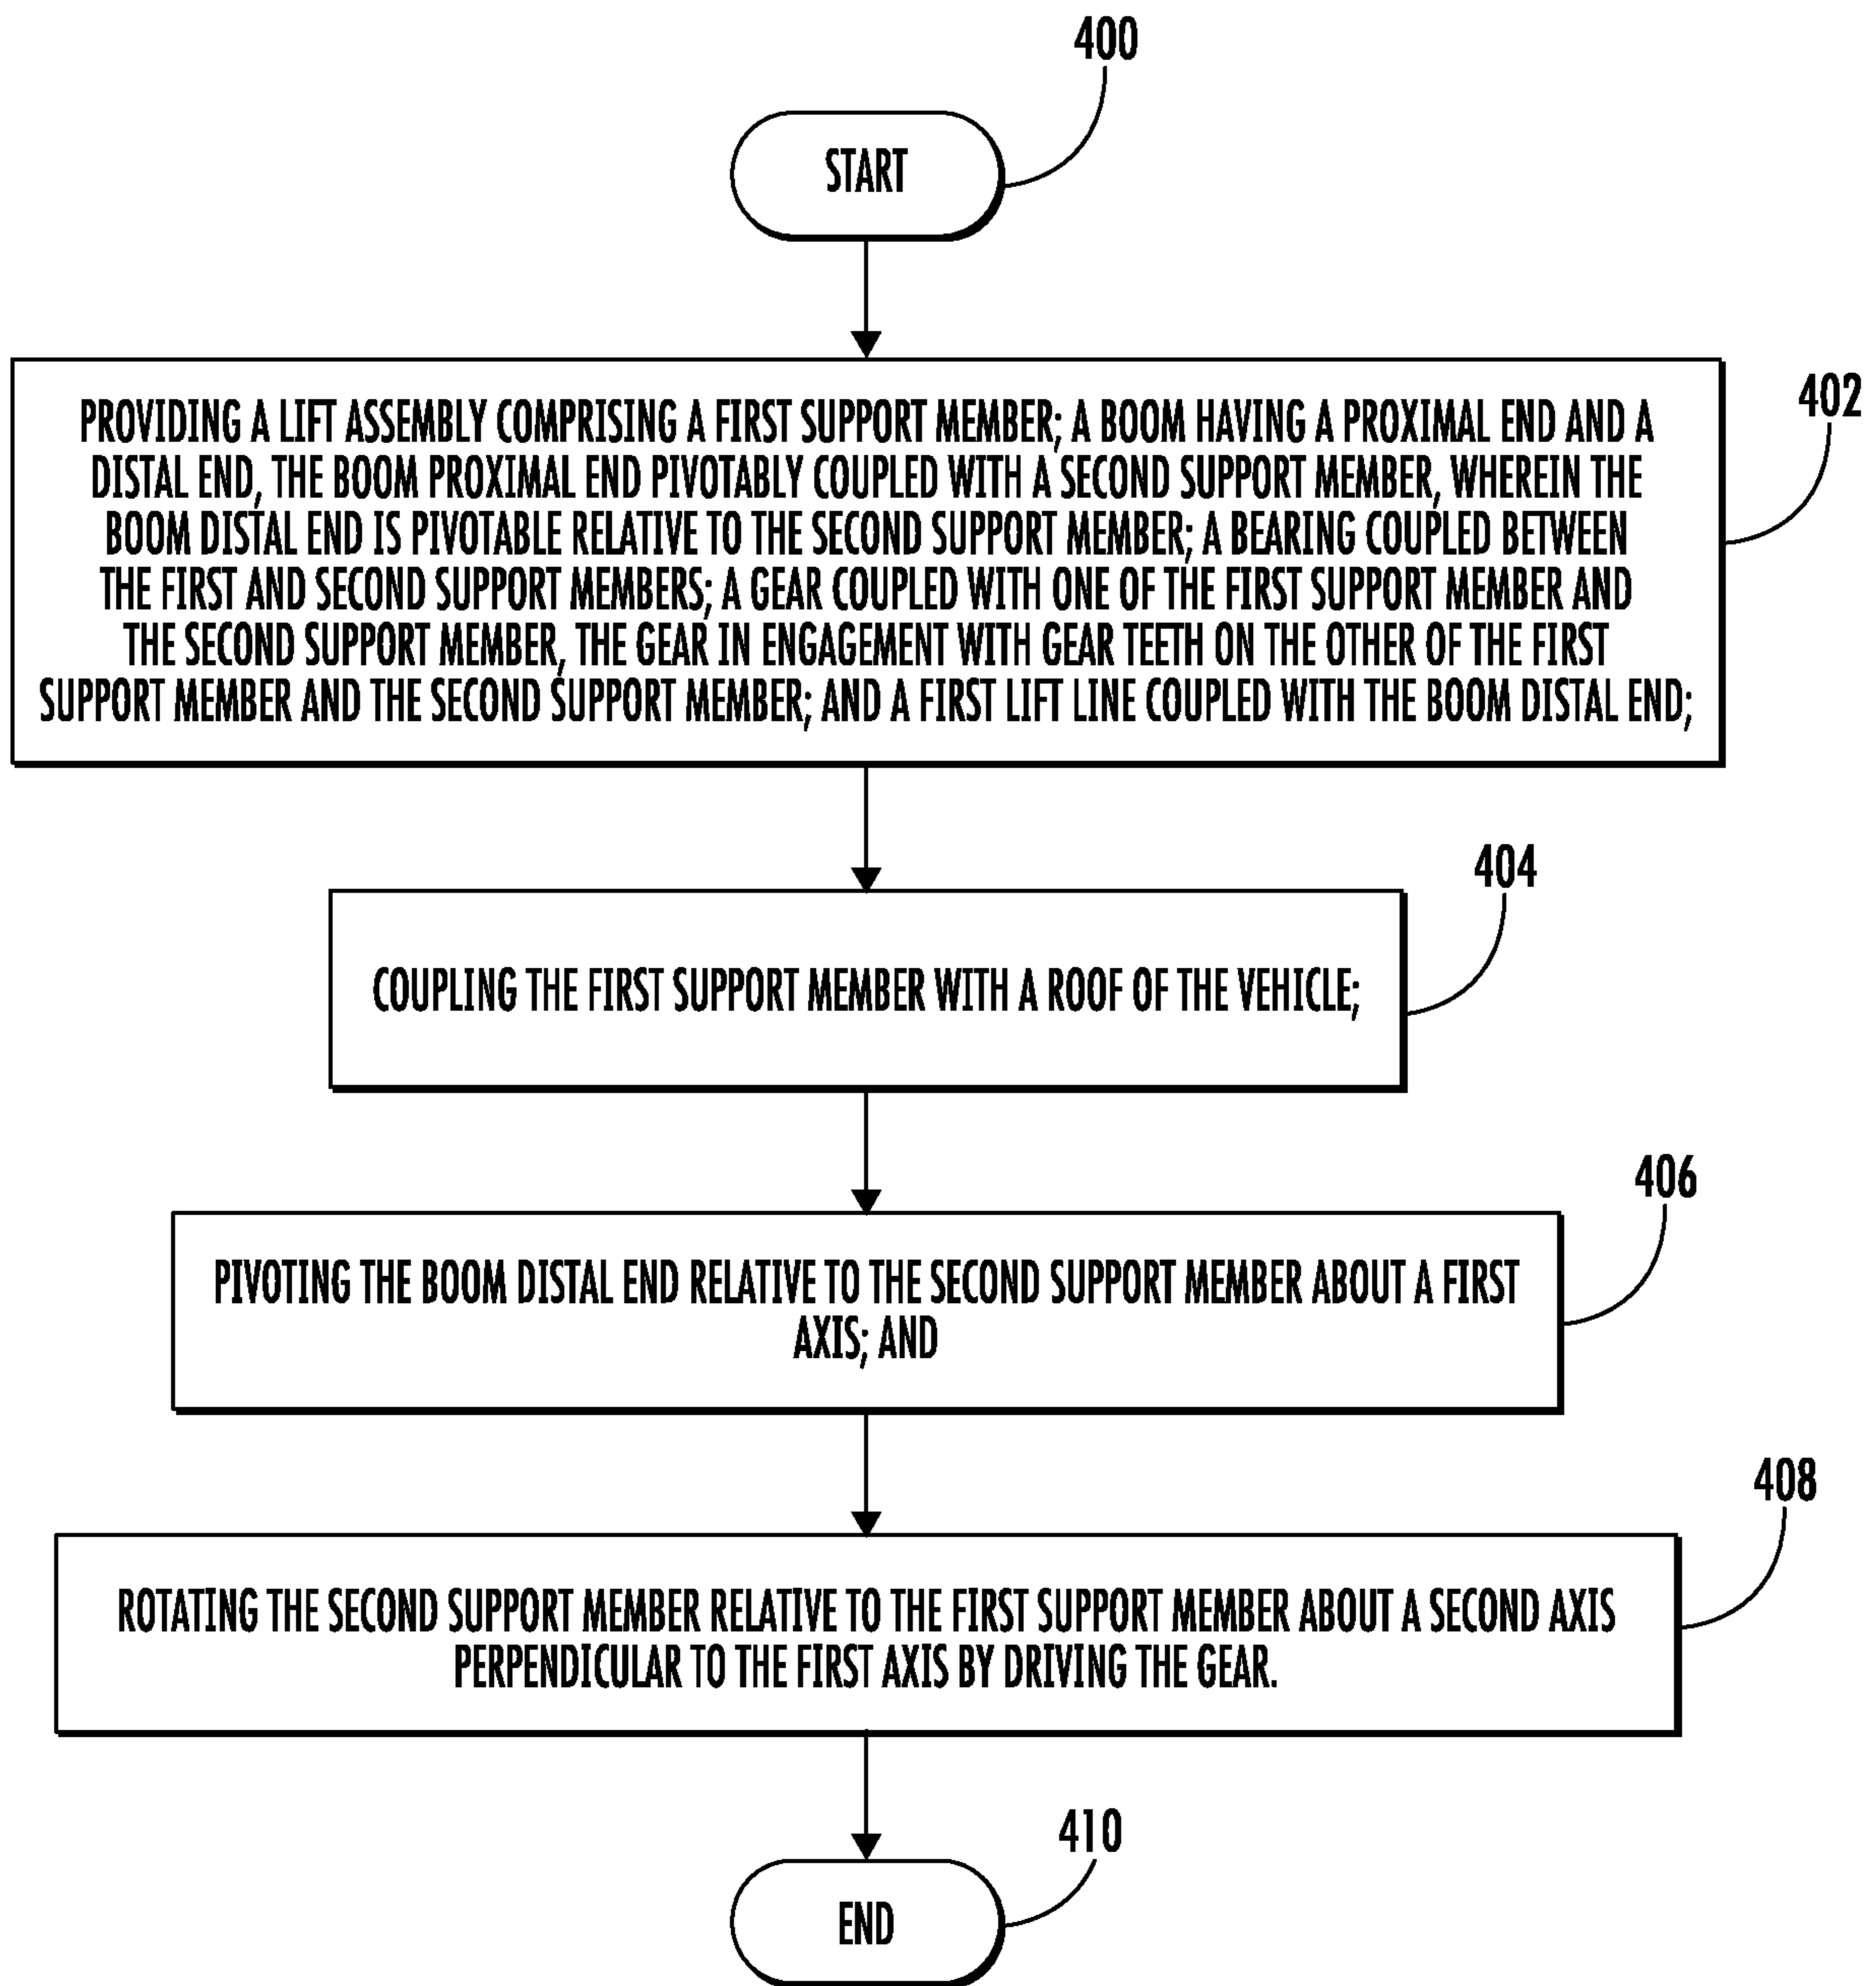 400
START
402
PROVIDING A LIFT ASSEMBLY COMPRISING A FIRST SUPPORT MEMBER; A BOOM HAVING A PROXIMAL END AND A
DISTAL END, THE BOOM PROXIMAL END PIVOTABLY COUPLED WITH A SECOND SUPPORT MEMBER, WHEREIN THE
BOOM DISTAL END IS PIVOTABLE RELATIVE TO THE SECOND SUPPORT MEMBER; A BEARING COUPLED BETWEEN
THE FIRST AND SECOND SUPPORT MEMBERS; A GEAR COUPLED WITH ONE OF THE FIRST SUPPORT MEMBER AND
THE SECOND SUPPORT MEMBER, THE GEAR IN ENGAGEMENT WITH GEAR TEETH ON THE OTHER OF THE FIRST
SUPPORT MEMBER AND THE SECOND SUPPORT MEMBER; AND A FIRST LIFT LINE COUPLED WITH THE BOOM DISTAL END;
404
COUPLING THE FIRST SUPPORT MEMBER WITH A ROOF OF THE VEHICLE;
406
PIVOTING THE BOOM DISTAL END RELATIVE TO THE SECOND SUPPORT MEMBER ABOUT A FIRST
AXIS; AND
408
ROTATING THE SECOND SUPPORT MEMBER RELATIVE TO THE FIRST SUPPORT MEMBER ABOUT A SECOND AXIS
PERPENDICULAR TO THE FIRST AXIS BY DRIVING THE GEAR.
410
END